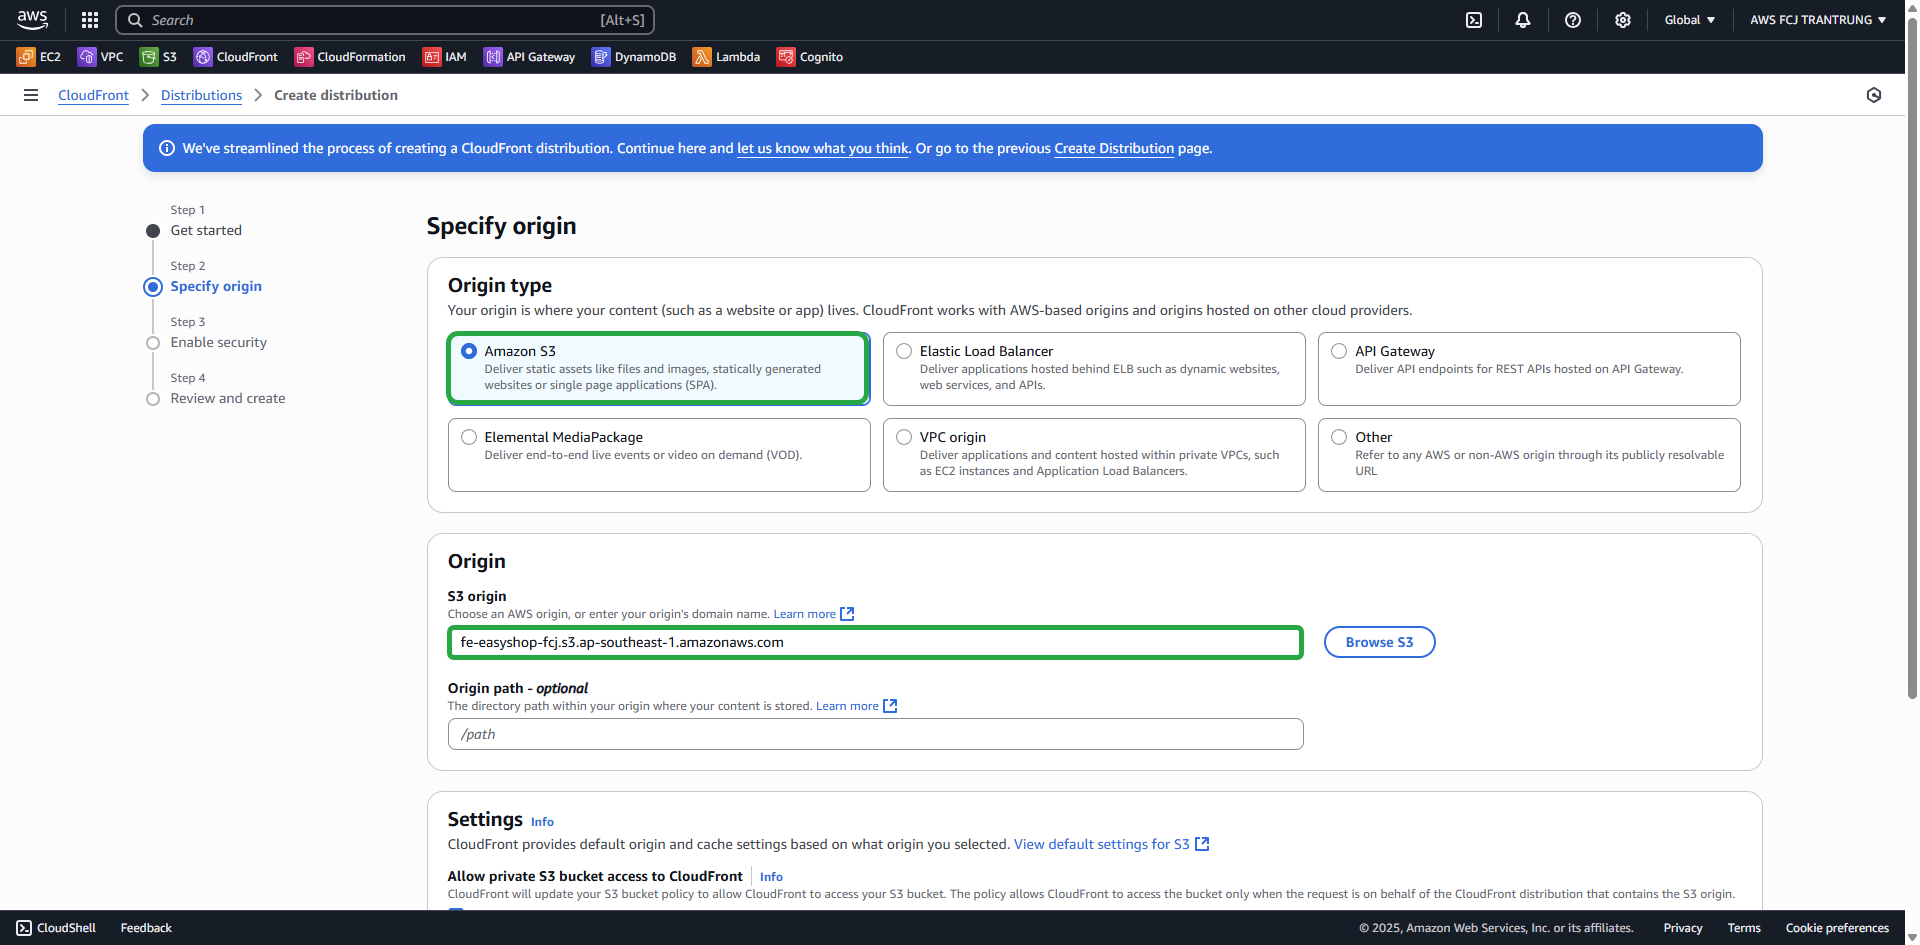 aws
Search [Alt+S]
Global
AWS FCJ TRANTRUNG
EC2 VPC S3 CloudFront CloudFormation IAM API Gateway DynamoDB Lambda Cognito
CloudFront > Distributions > Create distribution
We've streamlined the process of creating a CloudFront distribution. Continue here and let us know what you think. Or go to the previous Create Distribution page.
Step 1
Get started
Step 2
Specify origin
Step 3
Enable security
Step 4
Review and create
Specify origin
Origin type
Your origin is where your content (such as a website or app) lives. CloudFront works with AWS-based origins and origins hosted on other cloud providers.
Amazon S3
Deliver static assets like files and images, statically generated
websites or single page applications (SPA).
Elastic Load Balancer
Deliver applications hosted behind ELB such as dynamic websites,
web services, and APIs.
API Gateway
Deliver API endpoints for REST APIs hosted on API Gateway.
Elemental MediaPackage
Deliver end-to-end live events or video on demand (VOD).
VPC origin
Deliver applications and content hosted within private VPCs, such
as EC2 instances and Application Load Balancers.
Other
Refer to any AWS or non-AWS origin through its publicly resolvable
URL
Origin
S3 origin
Choose an AWS origin, or enter your origin's domain name. Learn more
fe-easyshop-fcj.s3.ap-southeast-1.amazonaws.com
Browse S3
Origin path - optional
The directory path within your origin where your content is stored. Learn more
/path
Settings Info
CloudFront provides default origin and cache settings based on what origin you selected. View default settings for S3
Allow private S3 bucket access to CloudFront Info
CloudFront will update your S3 bucket policy to allow CloudFront to access your S3 bucket. The policy allows CloudFront to access the bucket only when the request is on behalf of the CloudFront distribution that contains the S3 origin.
CloudShell Feedback © 2025, Amazon Web Services, Inc. or its affiliates. Privacy Terms Cookie preferences